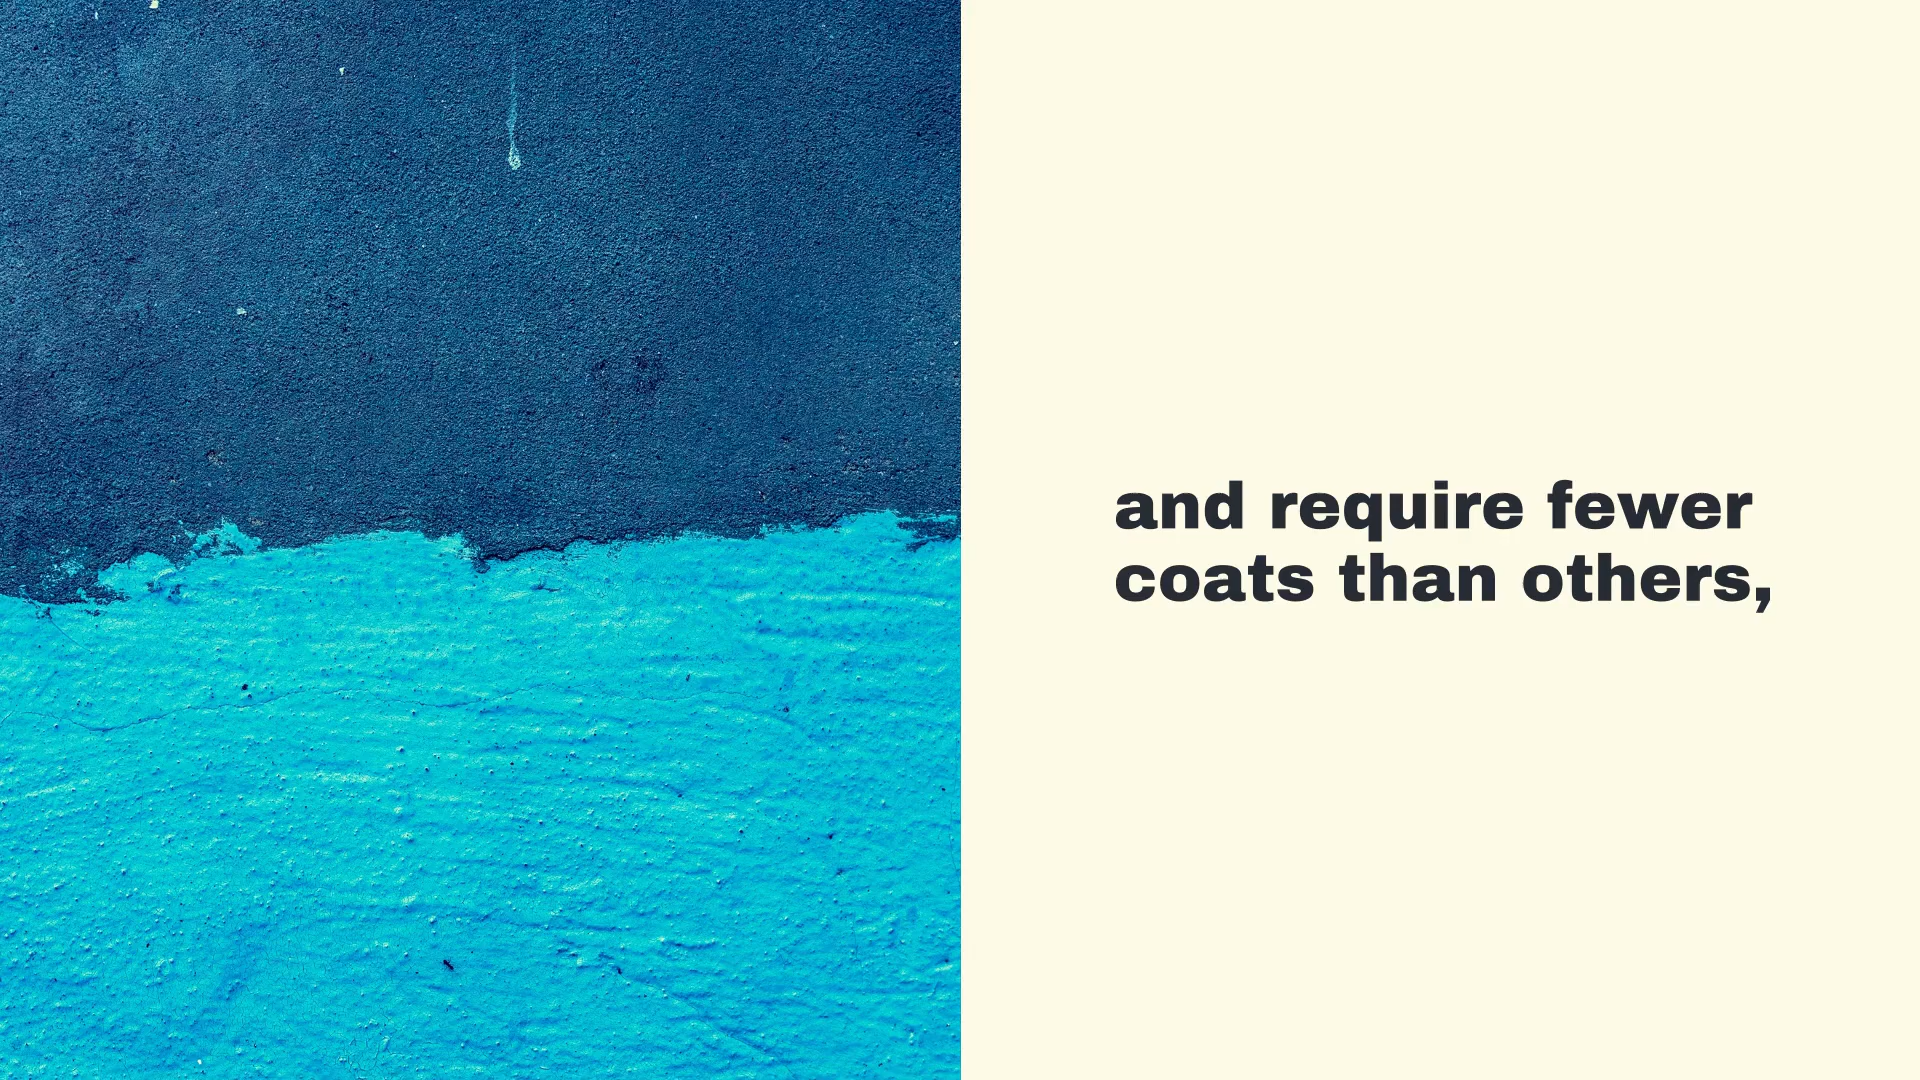 and require fewer
coats than others,